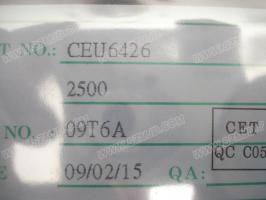 T NO.: CEU6426
2500
NO. 09T6A CET
QC C05
E 09/02/15 QA: